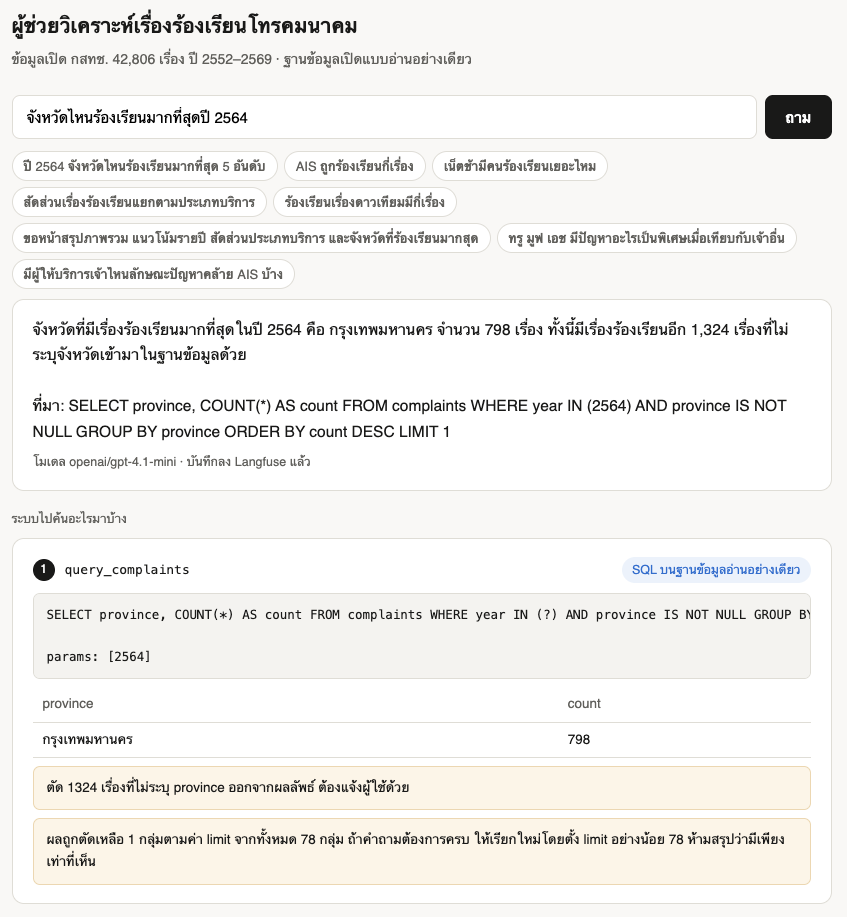 ผู้ช่วยวิเคราะห์เรื่องร้องเรียนโทรคมนาคม
ข้อมูลเปิด กสทช. 42,806 เรื่อง ปี 2552–2569 · ฐานข้อมูลเปิดแบบอ่านอย่างเดียว
จังหวัดไหนร้องเรียนมากที่สุดปี 2564
ถาม
ปี 2564 จังหวัดไหนร้องเรียนมากที่สุด 5 อันดับ
AIS ถูกร้องเรียนกี่เรื่อง
เน็ตช้ามีคนร้องเรียนเยอะไหม
สัดส่วนเรื่องร้องเรียนแยกตามประเภทบริการ
ร้องเรียนเรื่องดาวเทียมมีกี่เรื่อง
ขอหน้าสรุปภาพรวม แนวโน้มรายปี สัดส่วนประเภทบริการ และจังหวัดที่ร้องเรียนมากสุด
ทรู มูฟ เอช มีปัญหาอะไรเป็นพิเศษเมื่อเทียบกับเจ้าอื่น
มีผู้ให้บริการเจ้าไหนลักษณะปัญหาคล้าย AIS บ้าง
จังหวัดที่มีเรื่องร้องเรียนมากที่สุดในปี 2564 คือ กรุงเทพมหานคร จำนวน 798 เรื่อง ทั้งนี้มีเรื่องร้องเรียนอีก 1,324 เรื่องที่ไม่
ระบุจังหวัดเข้ามาในฐานข้อมูลด้วย
ที่มา: SELECT province, COUNT(*) AS count FROM complaints WHERE year IN (2564) AND province IS NOT
NULL GROUP BY province ORDER BY count DESC LIMIT 1
โมเดล openai/gpt-4.1-mini · บันทึกลง Langfuse แล้ว
ระบบไปค้นอะไรมาบ้าง
1 query_complaints
SQL บนฐานข้อมูลอ่านอย่างเดียว
SELECT province, COUNT(*) AS count FROM complaints WHERE year IN (?) AND province IS NOT NULL GROUP BY
params: [2564]
province count
กรุงเทพมหานคร 798
ตัด 1324 เรื่องที่ไม่ระบุ province ออกจากผลลัพธ์ ต้องแจ้งผู้ใช้ด้วย
ผลถูกตัดเหลือ 1 กลุ่มตามค่า limit จากทั้งหมด 78 กลุ่ม ถ้าคำถามต้องการครบ ให้เรียกใหม่โดยตั้ง limit อย่างน้อย 78 ห้ามสรุปว่ามีเพียง
เท่าที่เห็น